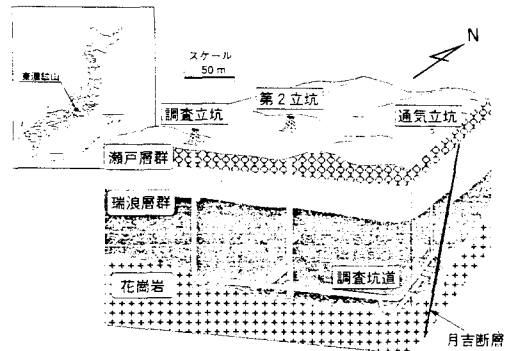 東濃鉱山
スケール
50 m
N
調査立坑
第2立坑
通気立坑
瀬戸層群
瑞浪層群
調査坑道
花崗岩
月吉断層